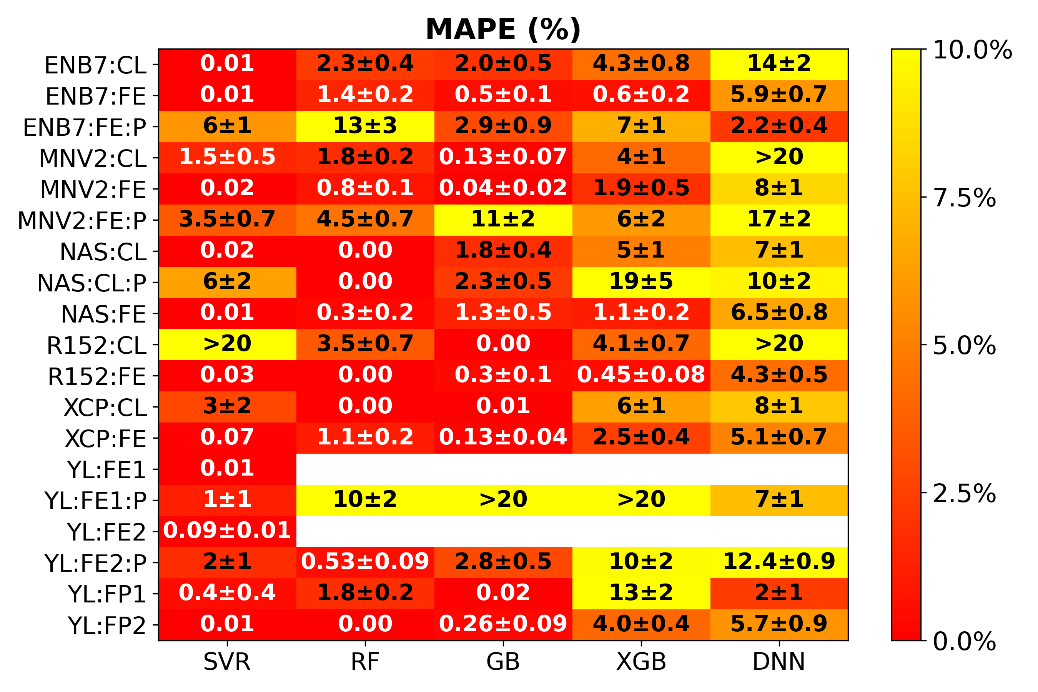 MAPE (%)
ENB7:CL 0.01 2.3±0.4 2.0±0.5 4.3±0.8 14±2
ENB7:FE 0.01 1.4±0.2 0.5±0.1 0.6±0.2 5.9±0.7
ENB7:FE:P 6±1 13±3 2.9±0.9 7±1 2.2±0.4
MNV2:CL 1.5±0.5 1.8±0.2 0.13±0.07 4±1 >20
MNV2:FE 0.02 0.8±0.1 0.04±0.02 1.9±0.5 8±1
MNV2:FE:P 3.5±0.7 4.5±0.7 11±2 6±2 17±2
NAS:CL 0.02 0.00 1.8±0.4 5±1 7±1
NAS:CL:P 6±2 0.00 2.3±0.5 19±5 10±2
NAS:FE 0.01 0.3±0.2 1.3±0.5 1.1±0.2 6.5±0.8
R152:CL >20 3.5±0.7 0.00 4.1±0.7 >20
R152:FE 0.03 0.00 0.3±0.1 0.45±0.08 4.3±0.5
XCP:CL 3±2 0.00 0.01 6±1 8±1
XCP:FE 0.07 1.1±0.2 0.13±0.04 2.5±0.4 5.1±0.7
YL:FE1 0.01
YL:FE1:P 1±1 10±2 >20 >20 7±1
YL:FE2 0.09±0.01
YL:FE2:P 2±1 0.53±0.09 2.8±0.5 10±2 12.4±0.9
YL:FP1 0.4±0.4 1.8±0.2 0.02 13±2 2±1
YL:FP2 0.01 0.00 0.26±0.09 4.0±0.4 5.7±0.9
SVR RF GB XGB DNN
10.0%
7.5%
5.0%
2.5%
0.0%